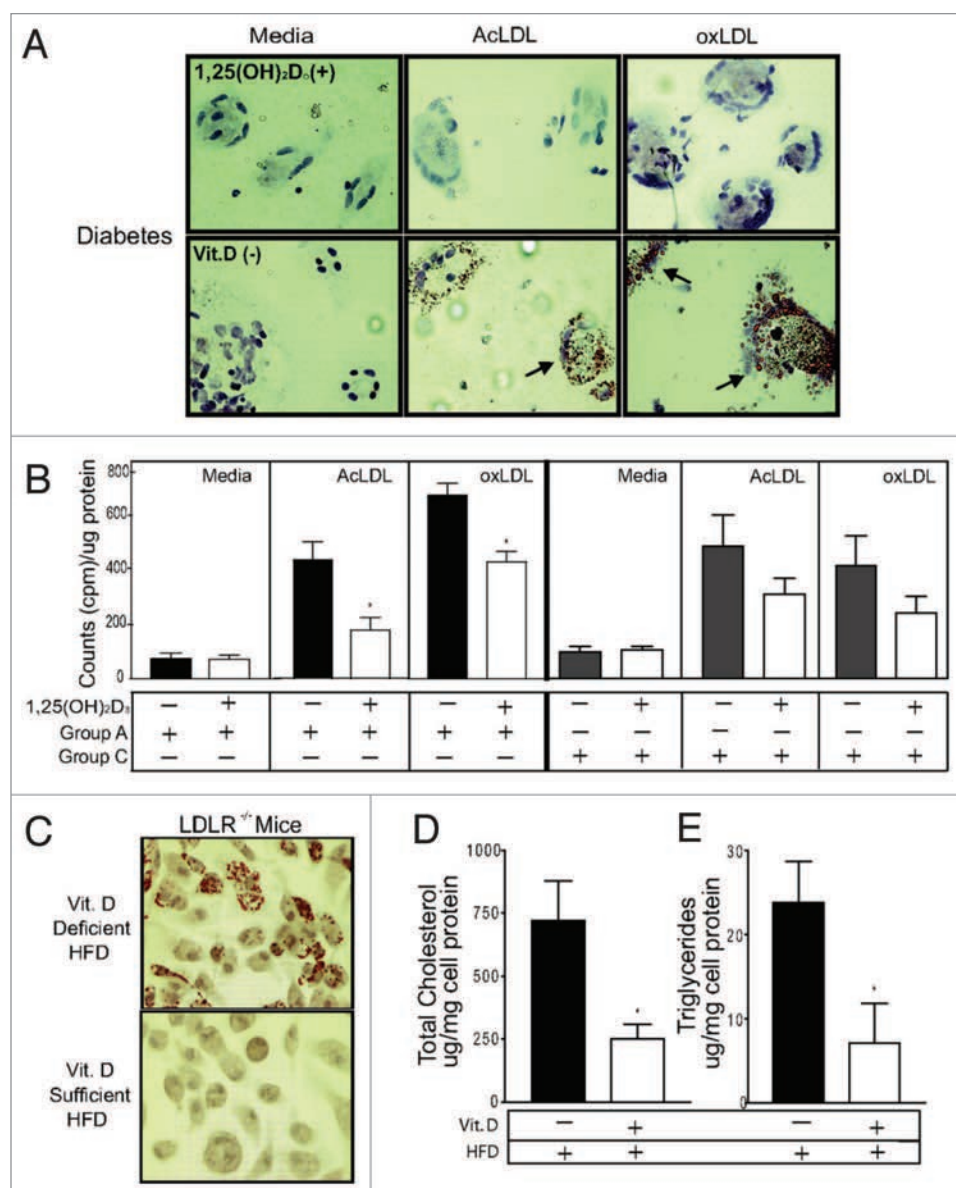 A
Media AcLDL oxLDL
1,25(OH)₂D₀(+)
Diabetes
Vit.D (-)
B
Counts (cpm)/ug protein
800
600
400
200
0
Media AcLDL oxLDL Media AcLDL oxLDL
* *
1,25(OH)₂D₃ — + — + — + — + — + — +
Group A + + + + + + — — — — — —
Group C — — — — — — + + + + + +
C
LDLR -/- Mice
Vit. D
Deficient
HFD
Vit. D
Sufficient
HFD
D
Total Cholesterol
ug/mg cell protein
1000
750
500
250
0
*
E
Triglycerides
ug/mg cell protein
30
20
10
0
*
Vit. D — + — +
HFD + + + +